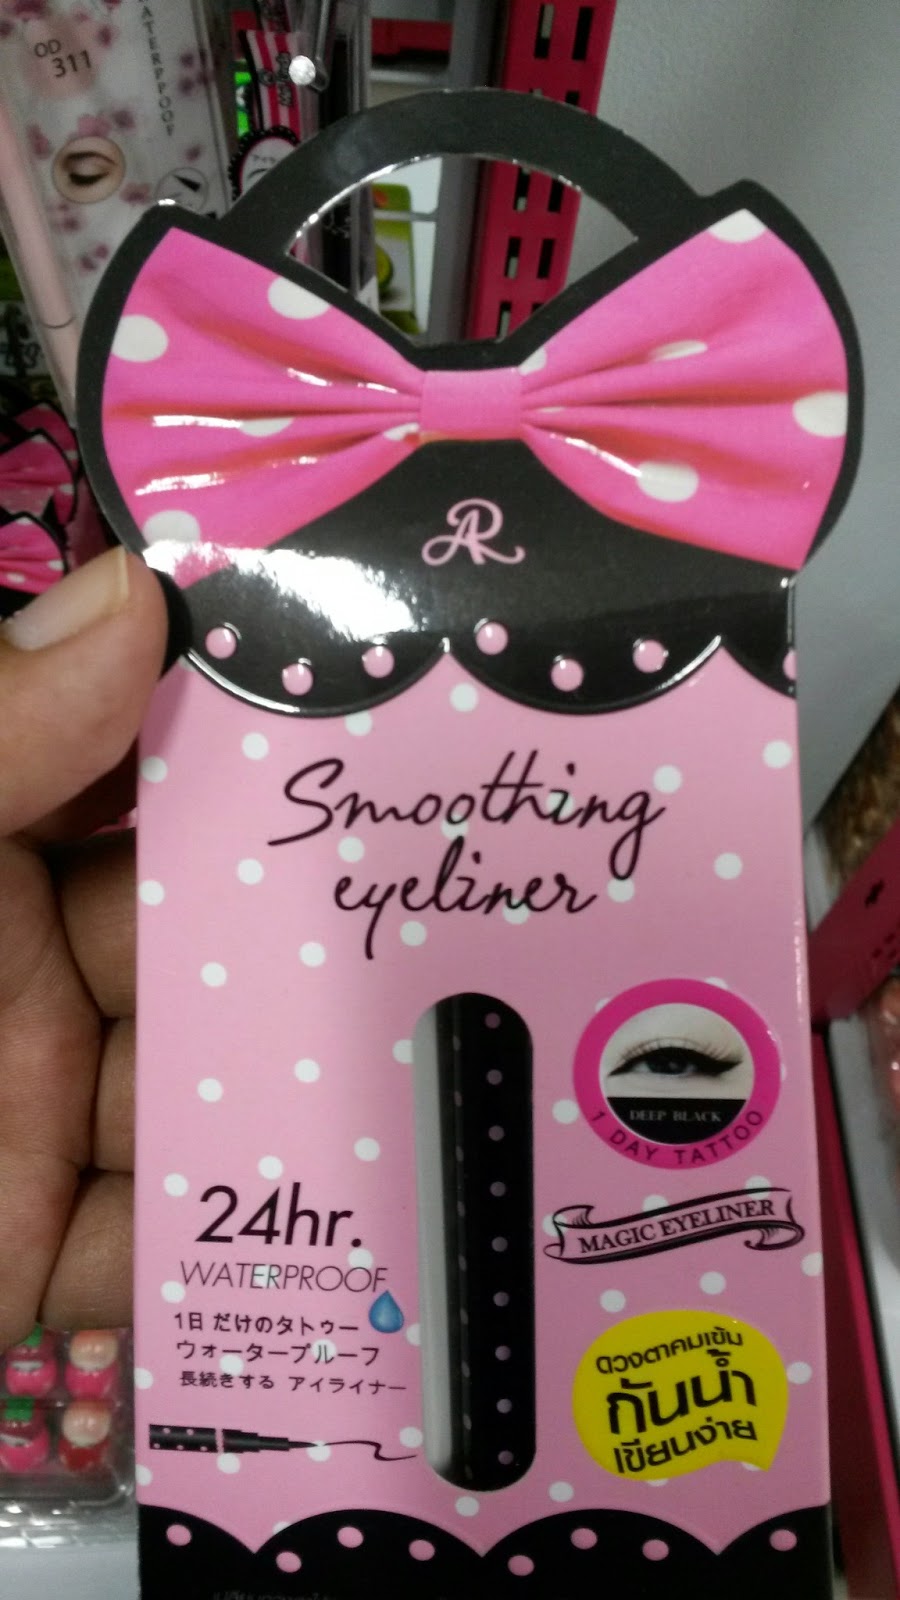 OD
311
WATERPROOF
AR
Smoothing
eyeliner
DEEP BLACK
1 DAY TATTOO
24hr.
WATERPROOF
1日 だけのタトゥー
ウォータープルーフ
長続きする アイライナー
MAGIC EYELINER
ดวงตาคมเข้ม
กันน้ำ
เขียนง่าย